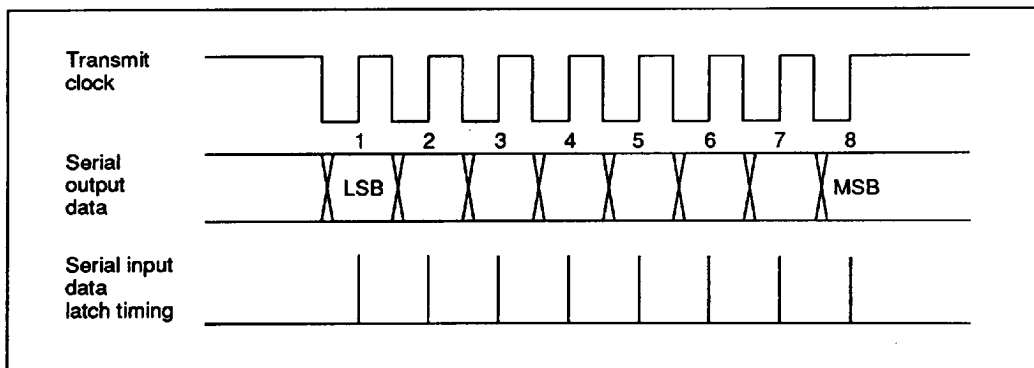 Transmit
clock
1 2 3 4 5 6 7 8
Serial
output
data
LSB
MSB
Serial input
data
latch timing